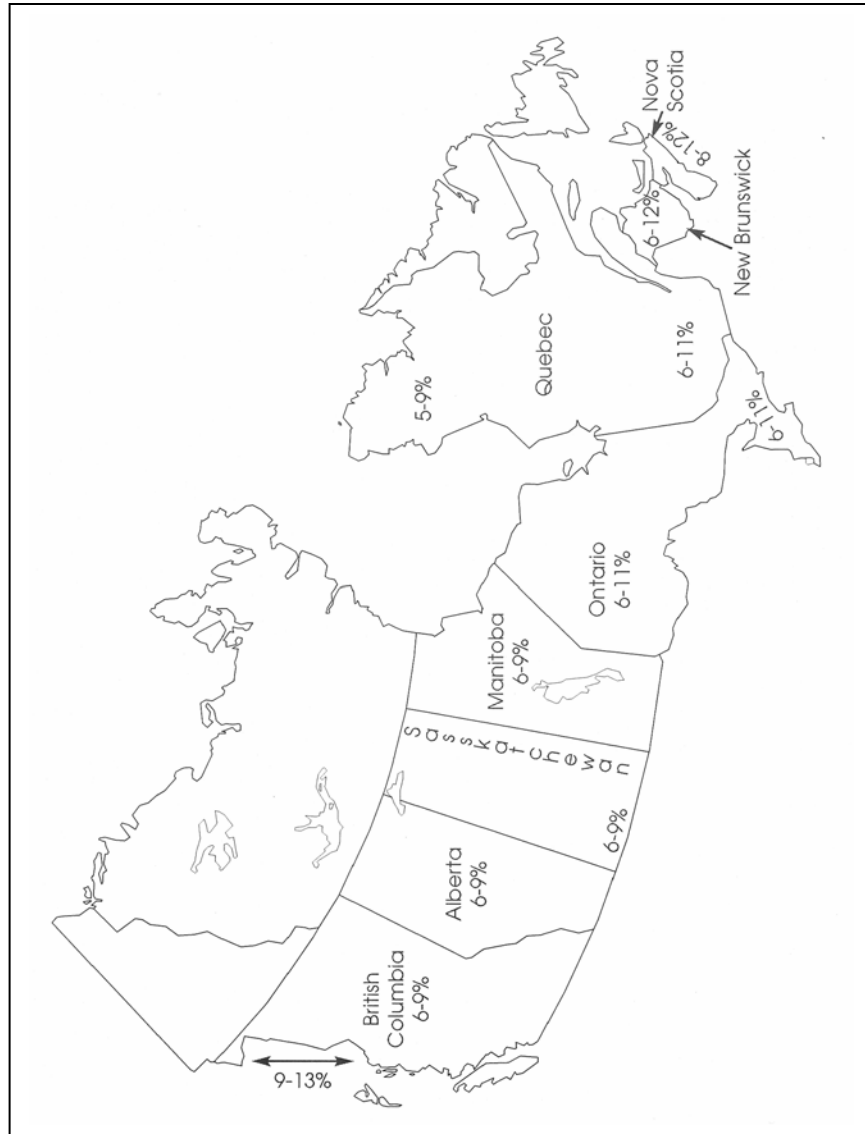 9-13%
British
Columbia
6-9%
Alberta
6-9%
sasskatchewan
6-9%
Manitoba
6-9%
Ontario
6-11%
6-11%
5-9%
Quebec
6-11%
6-12%
New Brunswick
Nova
Scotia
8-12%